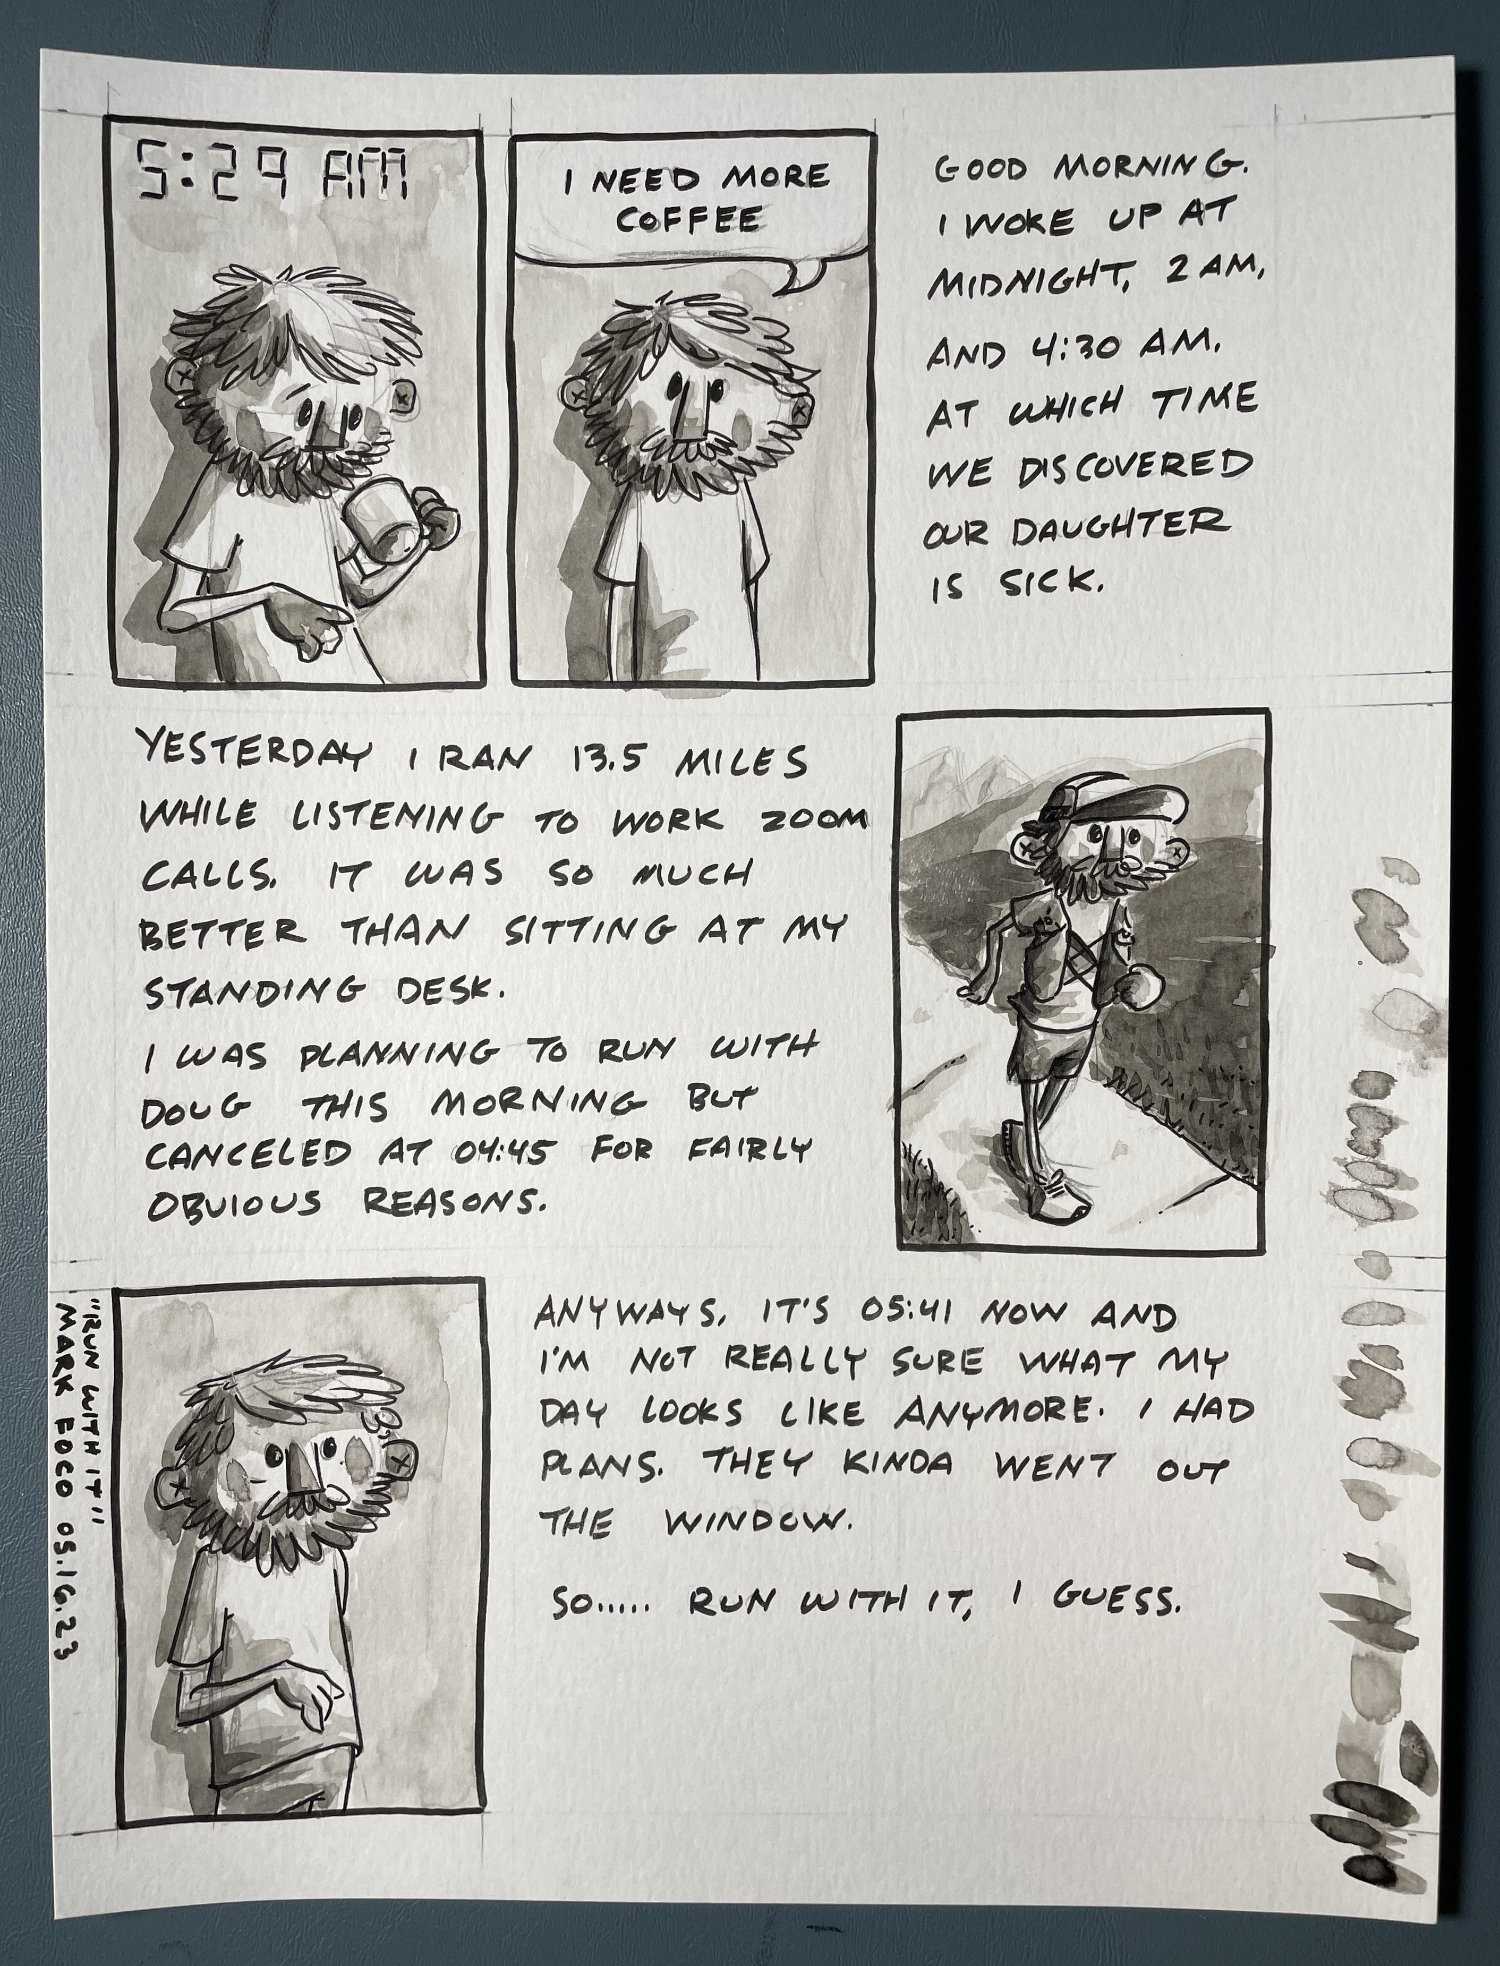 5:29 AM
I NEED MORE
COFFEE
GOOD MORNING.
I WOKE UP AT
MIDNIGHT, 2 AM,
AND 4:30 AM.
AT WHICH TIME
WE DISCOVERED
OUR DAUGHTER
IS SICK.
YESTERDAY I RAN 13.5 MILES
WHILE LISTENING TO WORK ZOOM
CALLS. IT WAS SO MUCH
BETTER THAN SITTING AT MY
STANDING DESK.
I WAS PLANNING TO RUN WITH
DOUG THIS MORNING BUT
CANCELED AT 04:45 FOR FAIRLY
OBVIOUS REASONS.
ANYWAYS, IT'S 05:41 NOW AND
I'M NOT REALLY SURE WHAT MY
DAY LOOKS LIKE ANYMORE. I HAD
PLANS. THEY KINDA WENT OUT
THE WINDOW.
SO..... RUN WITH IT, I GUESS.
"RUN WITH IT"
MARK FOCO 05.16.23